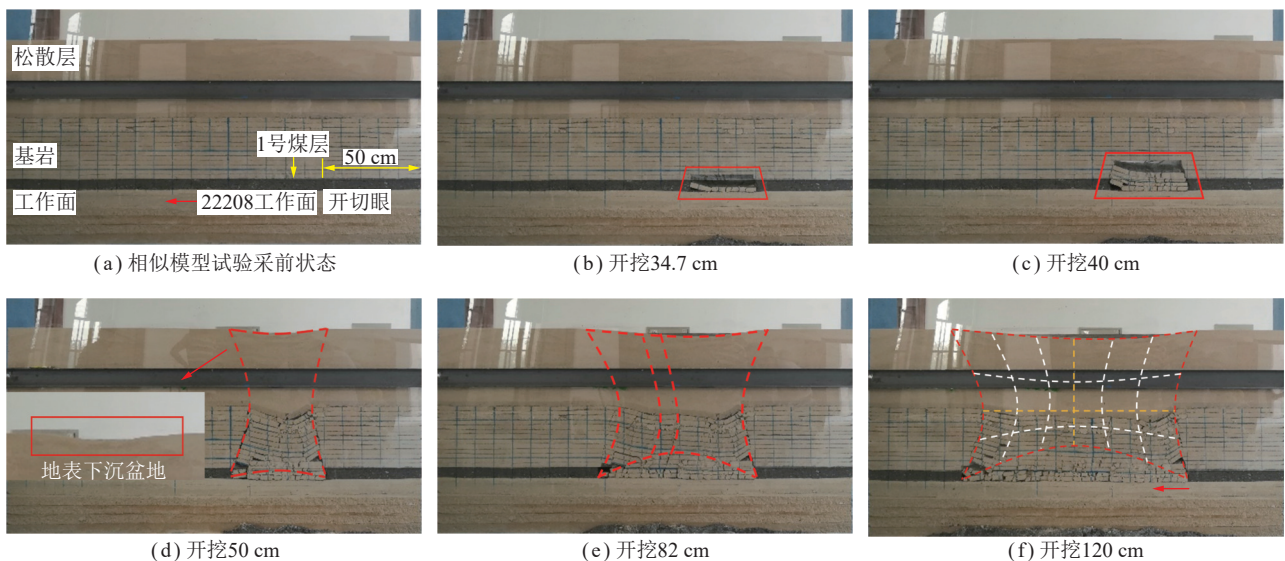 松散层
1号煤层
50 cm
基岩
工作面
22208工作面
开切眼
(a) 相似模型试验采前状态
(b) 开挖34.7 cm
(c) 开挖40 cm
地表下沉盆地
(d) 开挖50 cm
(e) 开挖82 cm
(f) 开挖120 cm